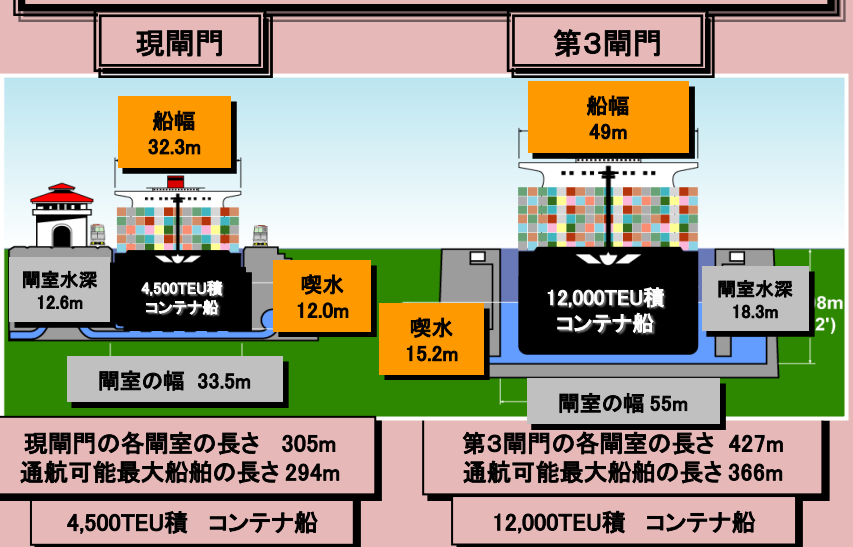 現閘門
第3閘門
船幅
32.3m
船幅
49m
閘室水深
12.6m
4,500TEU積
コンテナ船
喫水
12.0m
喫水
15.2m
12,000TEU積
コンテナ船
閘室水深
18.3m
8m
2')
閘室の幅 33.5m
閘室の幅 55m
現閘門の各閘室の長さ 305m
通航可能最大船舶の長さ 294m
第3閘門の各閘室の長さ 427m
通航可能最大船舶の長さ 366m
4,500TEU積 コンテナ船
12,000TEU積 コンテナ船